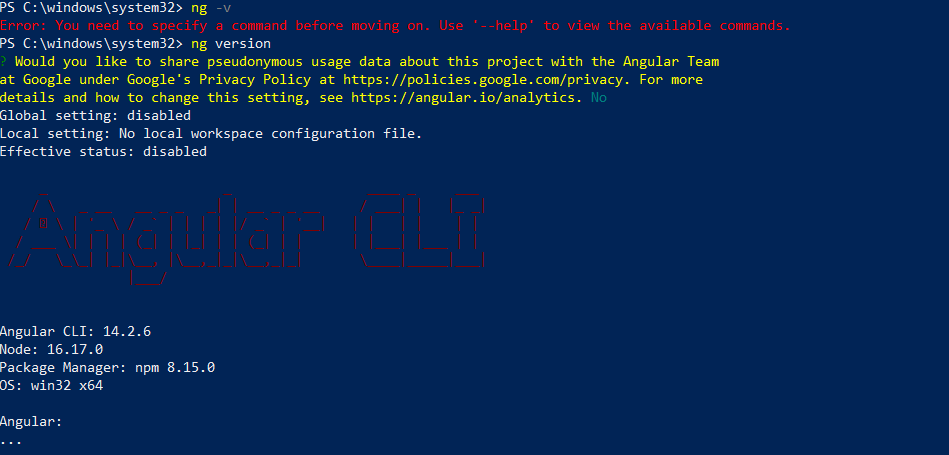 PS C:\windows\system32> ng -v
Error: You need to specify a command before moving on. Use '--help' to view the available commands.
PS C:\windows\system32> ng version
? Would you like to share pseudonymous usage data about this project with the Angular Team
at Google under Google's Privacy Policy at https://policies.google.com/privacy. For more
details and how to change this setting, see https://angular.io/analytics. No
Global setting: disabled
Local setting: No local workspace configuration file.
Effective status: disabled
Angular CLI
Angular CLI: 14.2.6
Node: 16.17.0
Package Manager: npm 8.15.0
OS: win32 x64
Angular:
...